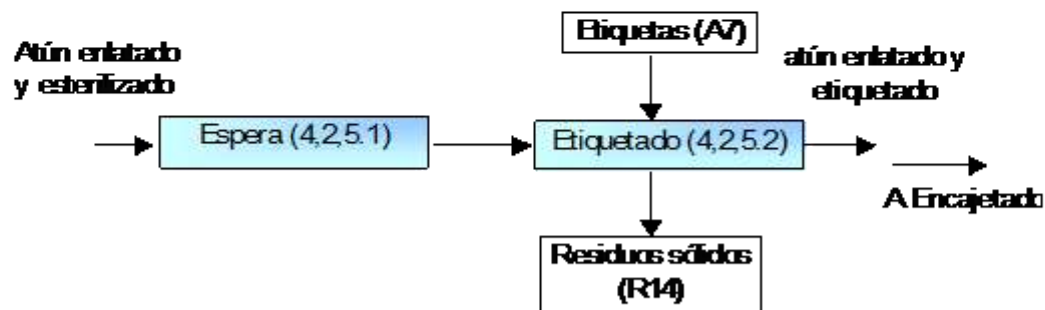 Etiquetas (A7)
Atún enlatado
y esterilizado
atún enlatado y
etiquetado
Espera (4,2,5.1)
Etiquetado (4,2,5.2)
A Encajetado
Residuos sólidos
(R14)